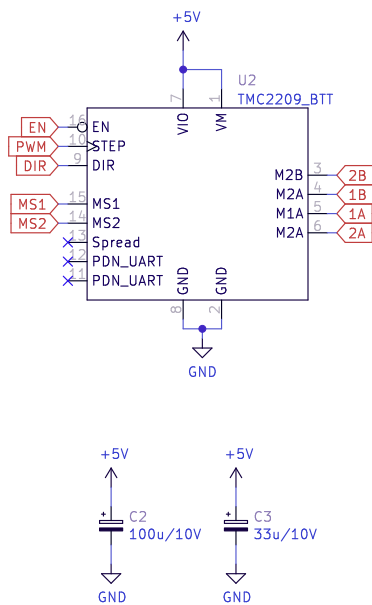 +5V
U2
TMC2209_BTT
7
1
VIO
VM
EN
16
EN
PWM
10
STEP
DIR
9
DIR
MS1
15
MS1
MS2
14
MS2
13
Spread
12
PDN_UART
11
PDN_UART
M2B
3
2B
M2A
4
1B
M1A
5
1A
M2A
6
2A
GND
GND
8
2
GND
+5V
C2
100u/10V
GND
+5V
C3
33u/10V
GND